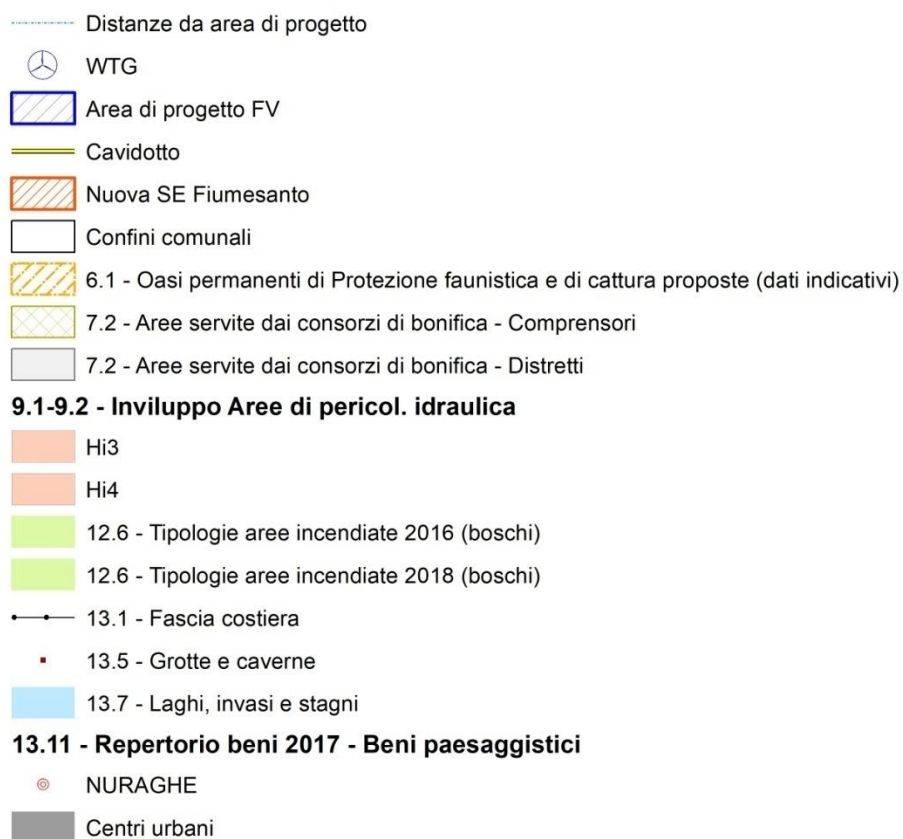 Distanze da area di progetto
WTG
Area di progetto FV
Cavidotto
Nuova SE Fiumesanto
Confini comunali
6.1 - Oasi permanenti di Protezione faunistica e di cattura proposte (dati indicativi)
7.2 - Aree servite dai consorzi di bonifica - Comprensori
7.2 - Aree servite dai consorzi di bonifica - Distretti
9.1-9.2 - Inviluppo Aree di pericol. idraulica
Hi3
Hi4
12.6 - Tipologie aree incendiate 2016 (boschi)
12.6 - Tipologie aree incendiate 2018 (boschi)
13.1 - Fascia costiera
13.5 - Grotte e caverne
13.7 - Laghi, invasi e stagni
13.11 - Repertorio beni 2017 - Beni paesaggistici
NURAGHE
Centri urbani